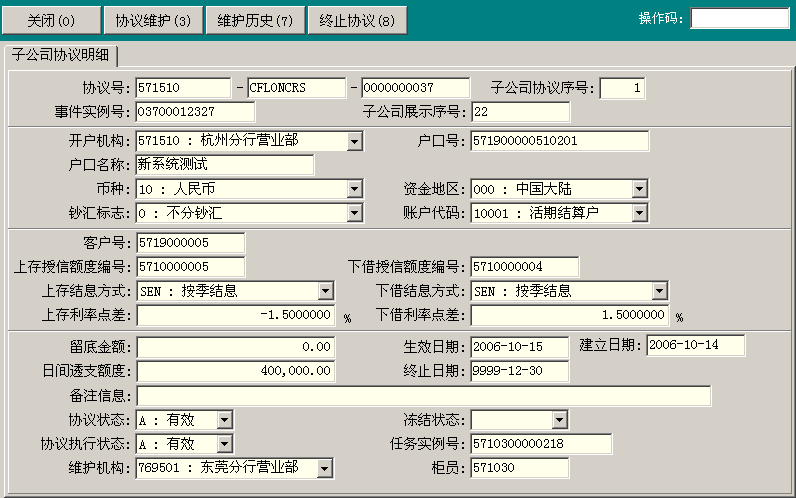 关闭(0) 协议维护(3) 维护历史(7) 终止协议(8) 操作码:
子公司协议明细
协议号: 571510 - CFLONCRS - 0000000037 子公司协议序号: 1
事件实例号: 03700012327 子公司展示序号: 22
开户机构: 571510 : 杭州分行营业部 户口号: 571900000510201
户口名称: 新系统测试
币种: 10 : 人民币 资金地区: 000 : 中国大陆
钞汇标志: 0 : 不分钞汇 账户代码: 10001 : 活期结算户
客户号: 5719000005
上存授信额度编号: 5710000005 下借授信额度编号: 5710000004
上存结息方式: SEN : 按季结息 下借结息方式: SEN : 按季结息
上存利率点差: -1.5000000 % 下借利率点差: 1.5000000 %
留底金额: 0.00 生效日期: 2006-10-15 建立日期: 2006-10-14
日间透支额度: 400,000.00 终止日期: 9999-12-30
备注信息:
协议状态: A : 有效 冻结状态:
协议执行状态: A : 有效 任务实例号: 5710300000218
维护机构: 769501 : 东莞分行营业部 柜员: 571030